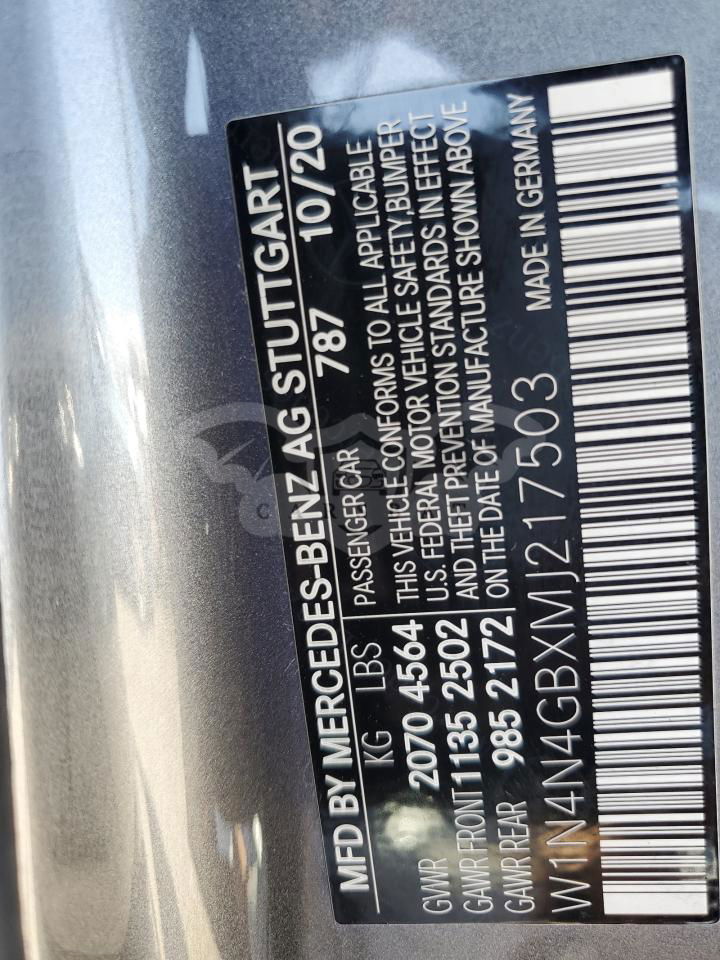 MFD BY MERCEDES-BENZ AG STUTTGART
KG LBS 787 10/20
GVWR 2070 4564
GAWR FRONT 1135 2502
GAWR REAR 985 2172
PASSENGER CAR
THIS VEHICLE CONFORMS TO ALL APPLICABLE
U.S. FEDERAL MOTOR VEHICLE SAFETY,BUMPER
AND THEFT PREVENTION STANDARDS IN EFFECT
ON THE DATE OF MANUFACTURE SHOWN ABOVE
W1N4N4GBXMJ217503 MADE IN GERMANY